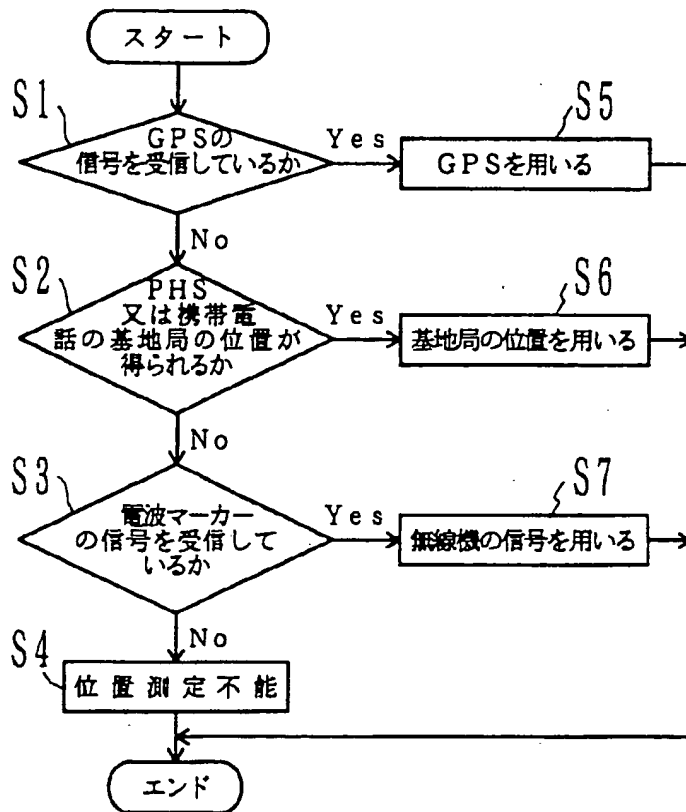 スタート
S1
GPSの
信号を受信しているか
Yes
S5
GPSを用いる
No
S2
PHS
又は携帯電
話の基地局の位置が
得られるか
Yes
S6
基地局の位置を用いる
No
S3
電波マーカー
の信号を受信して
いるか
Yes
S7
無線機の信号を用いる
No
S4
位置測定不能
エンド